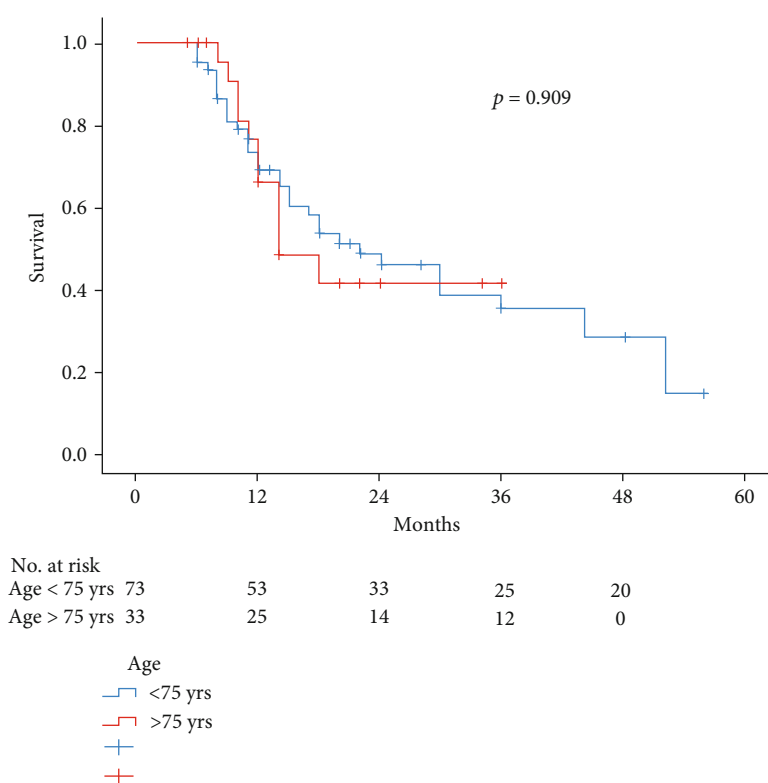 1.0
0.8
0.6
0.4
0.2
0.0
Survival
p = 0.909
0 12 24 36 48 60
Months
No. at risk
Age < 75 yrs 73 53 33 25 20
Age > 75 yrs 33 25 14 12 0
Age
<75 yrs
>75 yrs